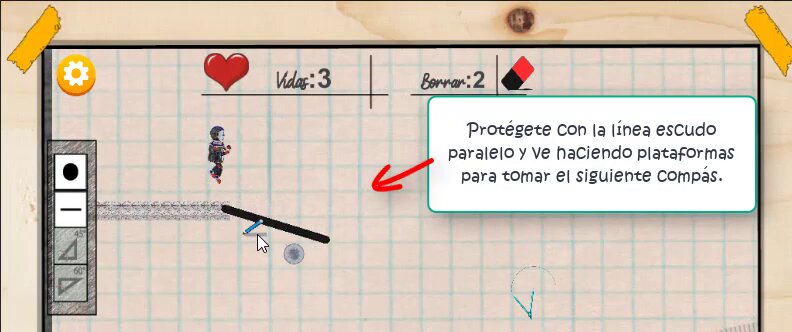 Vidas:3
Borrar:2
Protégete con la línea escudo
paralelo y ve haciendo plataformas
para tomar el siguiente compás.
45°
60°